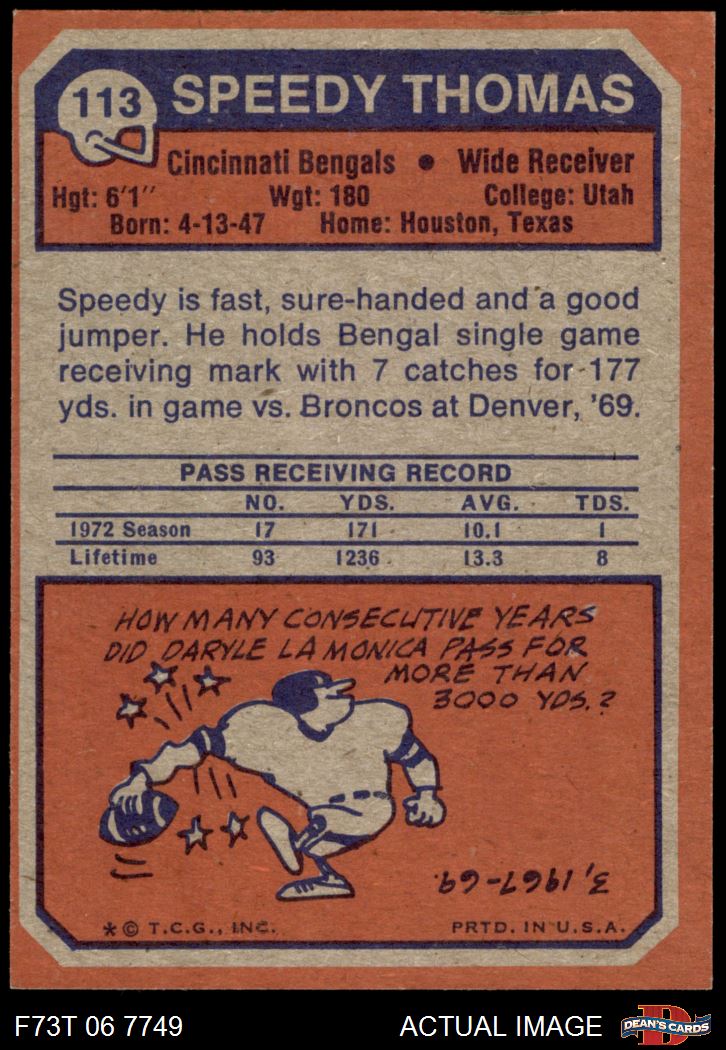 113 SPEEDY THOMAS
Cincinnati Bengals ● Wide Receiver
Hgt: 6'1" Wgt: 180 College: Utah
Born: 4-13-47 Home: Houston, Texas
Speedy is fast, sure-handed and a good
jumper. He holds Bengal single game
receiving mark with 7 catches for 177
yds. in game vs. Broncos at Denver, '69.
PASS RECEIVING RECORD
NO. YDS. AVG. TDS.
1972 Season 17 171 10.1 1
Lifetime 93 1236 13.3 8
HOW MANY CONSECUTIVE YEARS
DID DARYLE LA MONICA PASS FOR
MORE THAN
3000 YDS.?
3, 1967-69.
*© T.C.G., INC. PRTD. IN U.S.A.
F73T 06 7749 ACTUAL IMAGE
D
DEAN'S CARDS